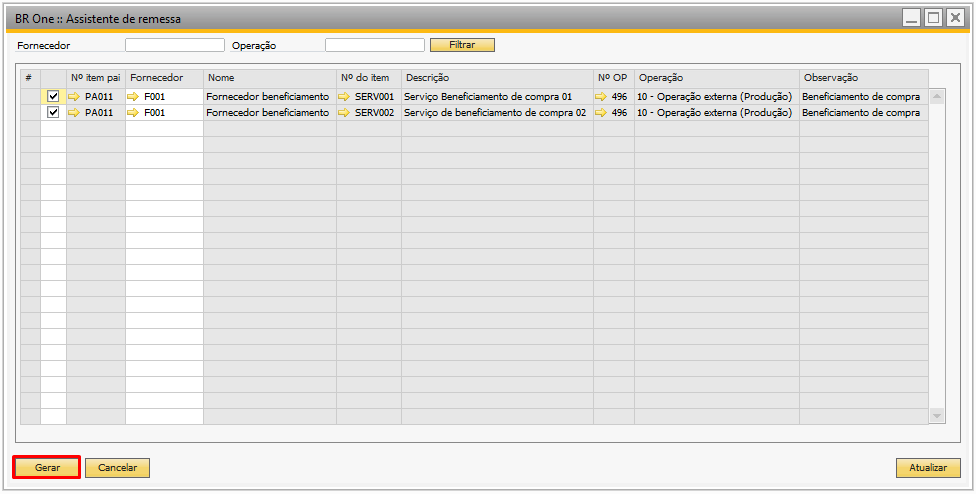 BR One :: Assistente de remessa
Fornecedor Operação Filtrar
# Nº item pai Fornecedor Nome Nº do item Descrição Nº OP Operação Observação
PA011 F001 Fornecedor beneficiamento SERV001 Serviço Beneficiamento de compra 01 496 10 - Operação externa (Produção) Beneficiamento de compra
PA011 F001 Fornecedor beneficiamento SERV002 Serviço de beneficiamento de compra 02 496 10 - Operação externa (Produção) Beneficiamento de compra
Gerar Cancelar Atualizar